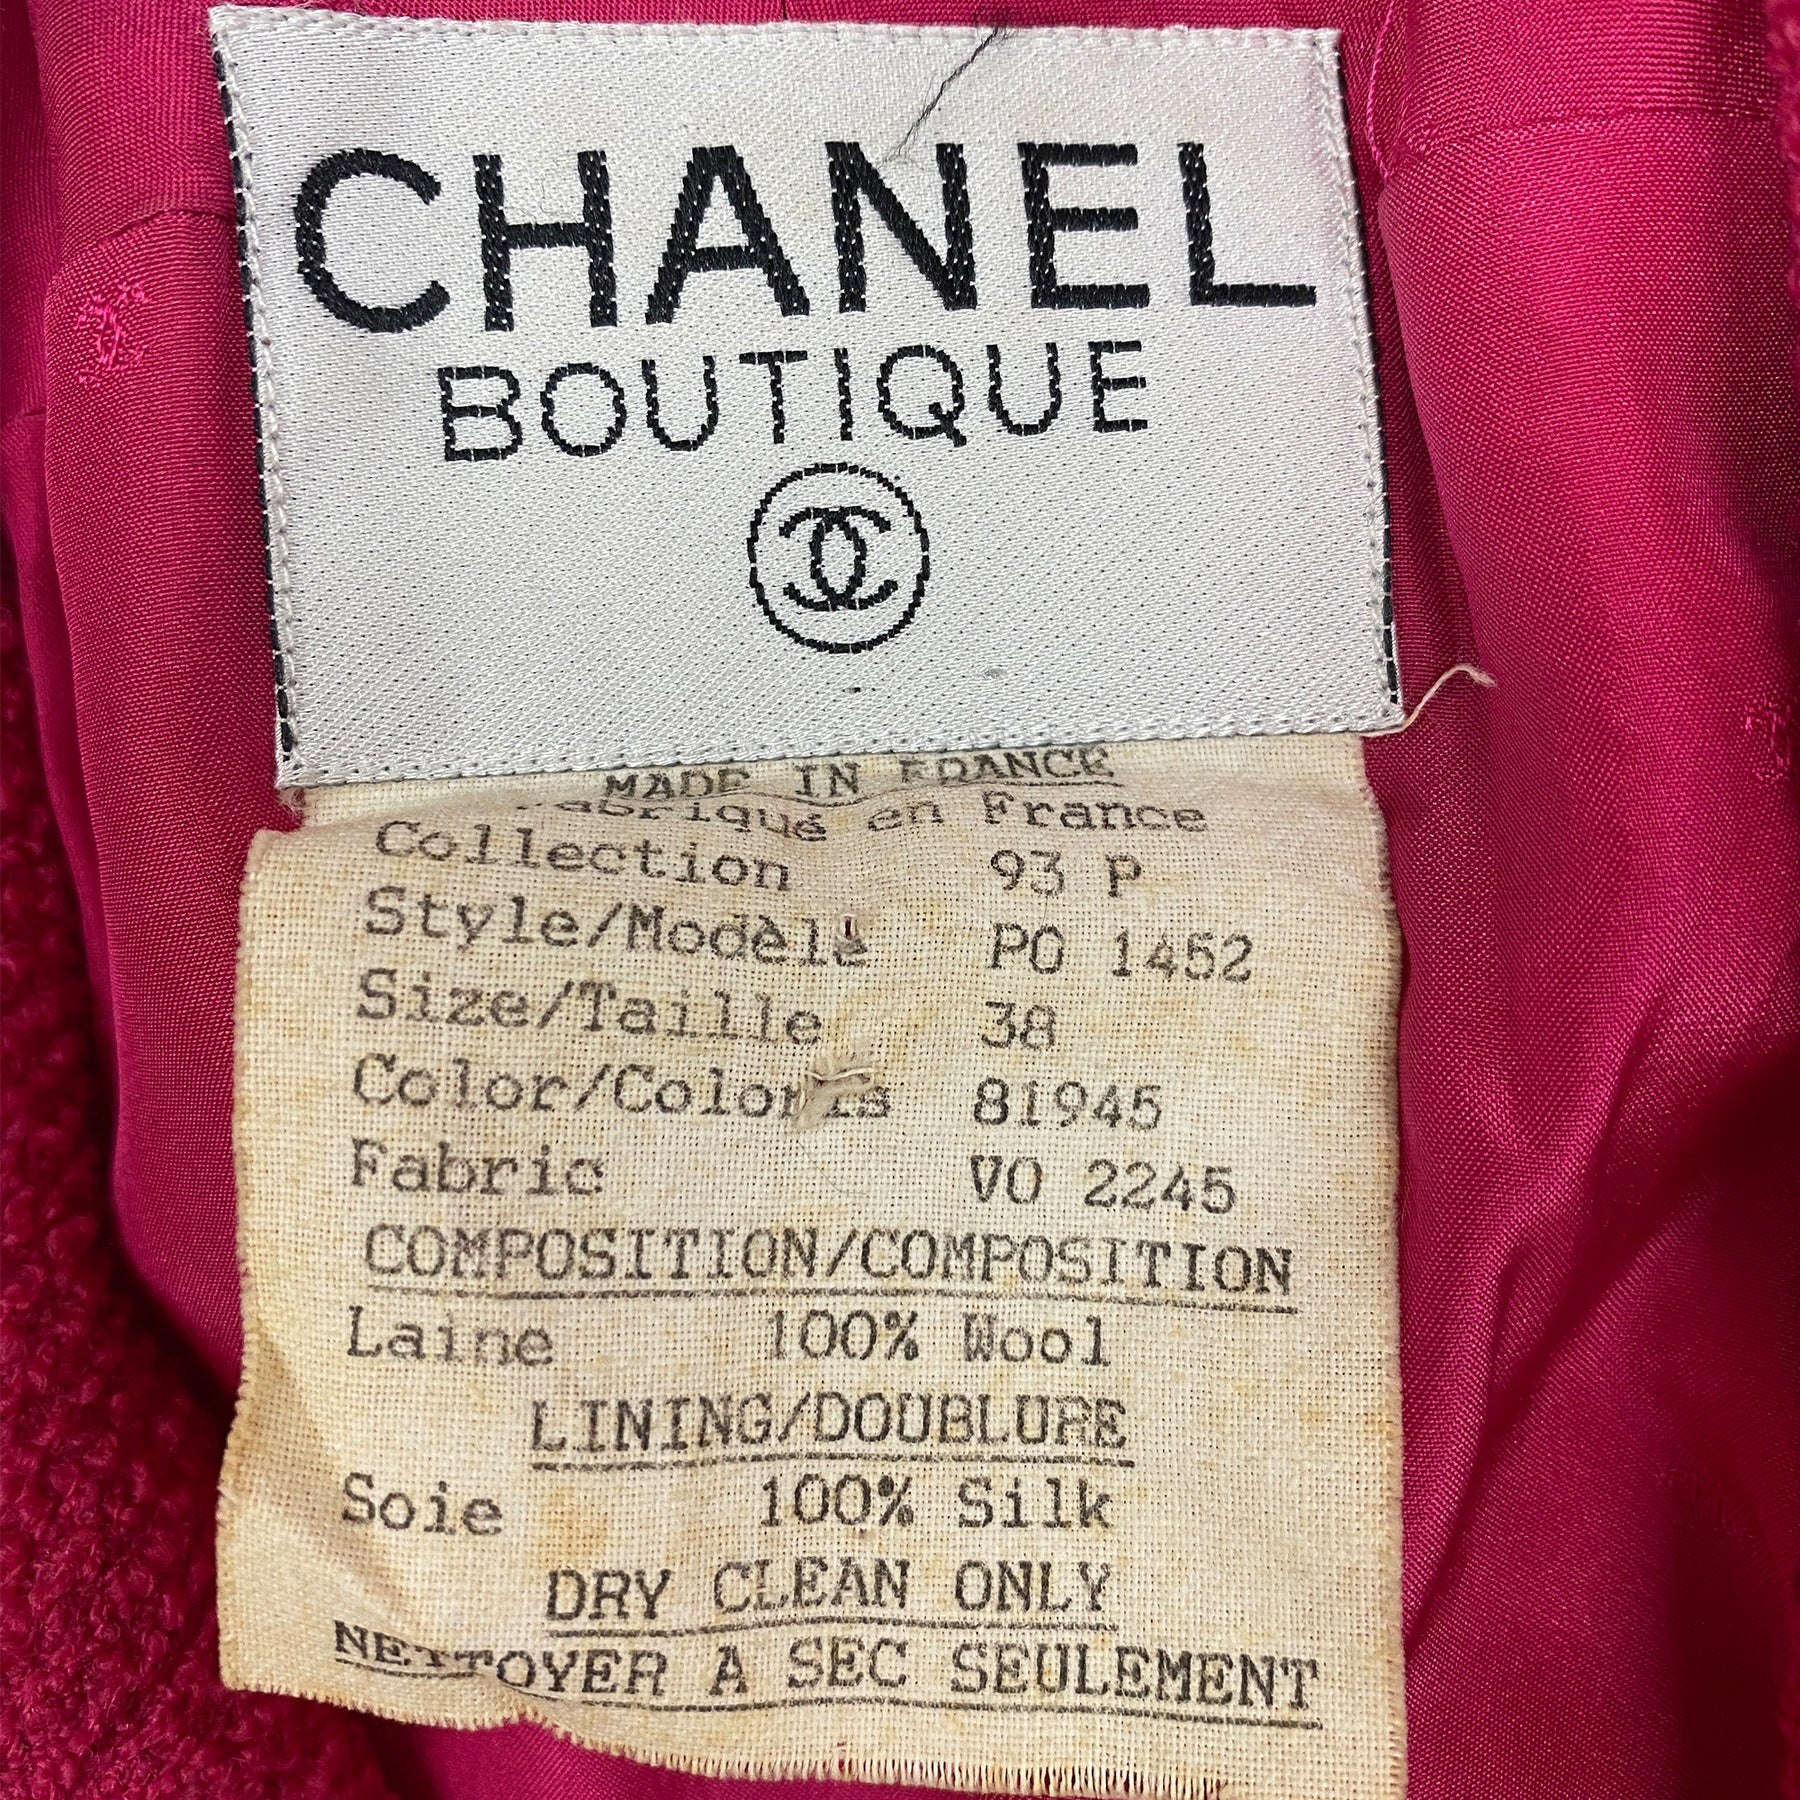 CHANEL
BOUTIQUE
MADE IN FRANCE
Fabriqué en France
Collection 93 P
Style/Modèle PO 1452
Size/Taille 38
Color/Coloris 81945
Fabric VO 2245
COMPOSITION/COMPOSITION
Laine 100% Wool
LINING/DOUBLURE
Soie 100% Silk
DRY CLEAN ONLY
NETTOYER A SEC SEULEMENT